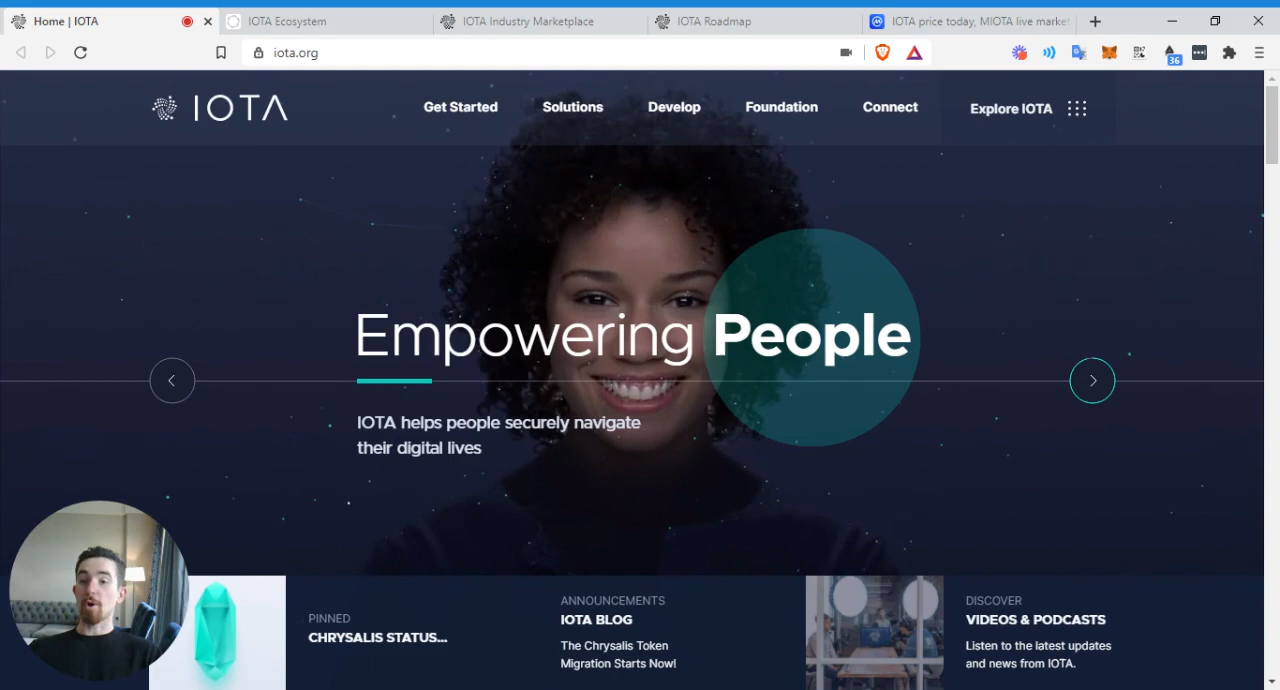 Home | IOTA
IOTA Ecosystem
IOTA Industry Marketplace
IOTA Roadmap
IOTA price today, MIOTA live market
iota.org
36
IOTA
Get Started
Solutions
Develop
Foundation
Connect
Explore IOTA
Empowering People
IOTA helps people securely navigate
their digital lives
PINNED
CHRYSALIS STATUS...
ANNOUNCEMENTS
IOTA BLOG
The Chrysalis Token
Migration Starts Now!
DISCOVER
VIDEOS & PODCASTS
Listen to the latest updates
and news from IOTA.